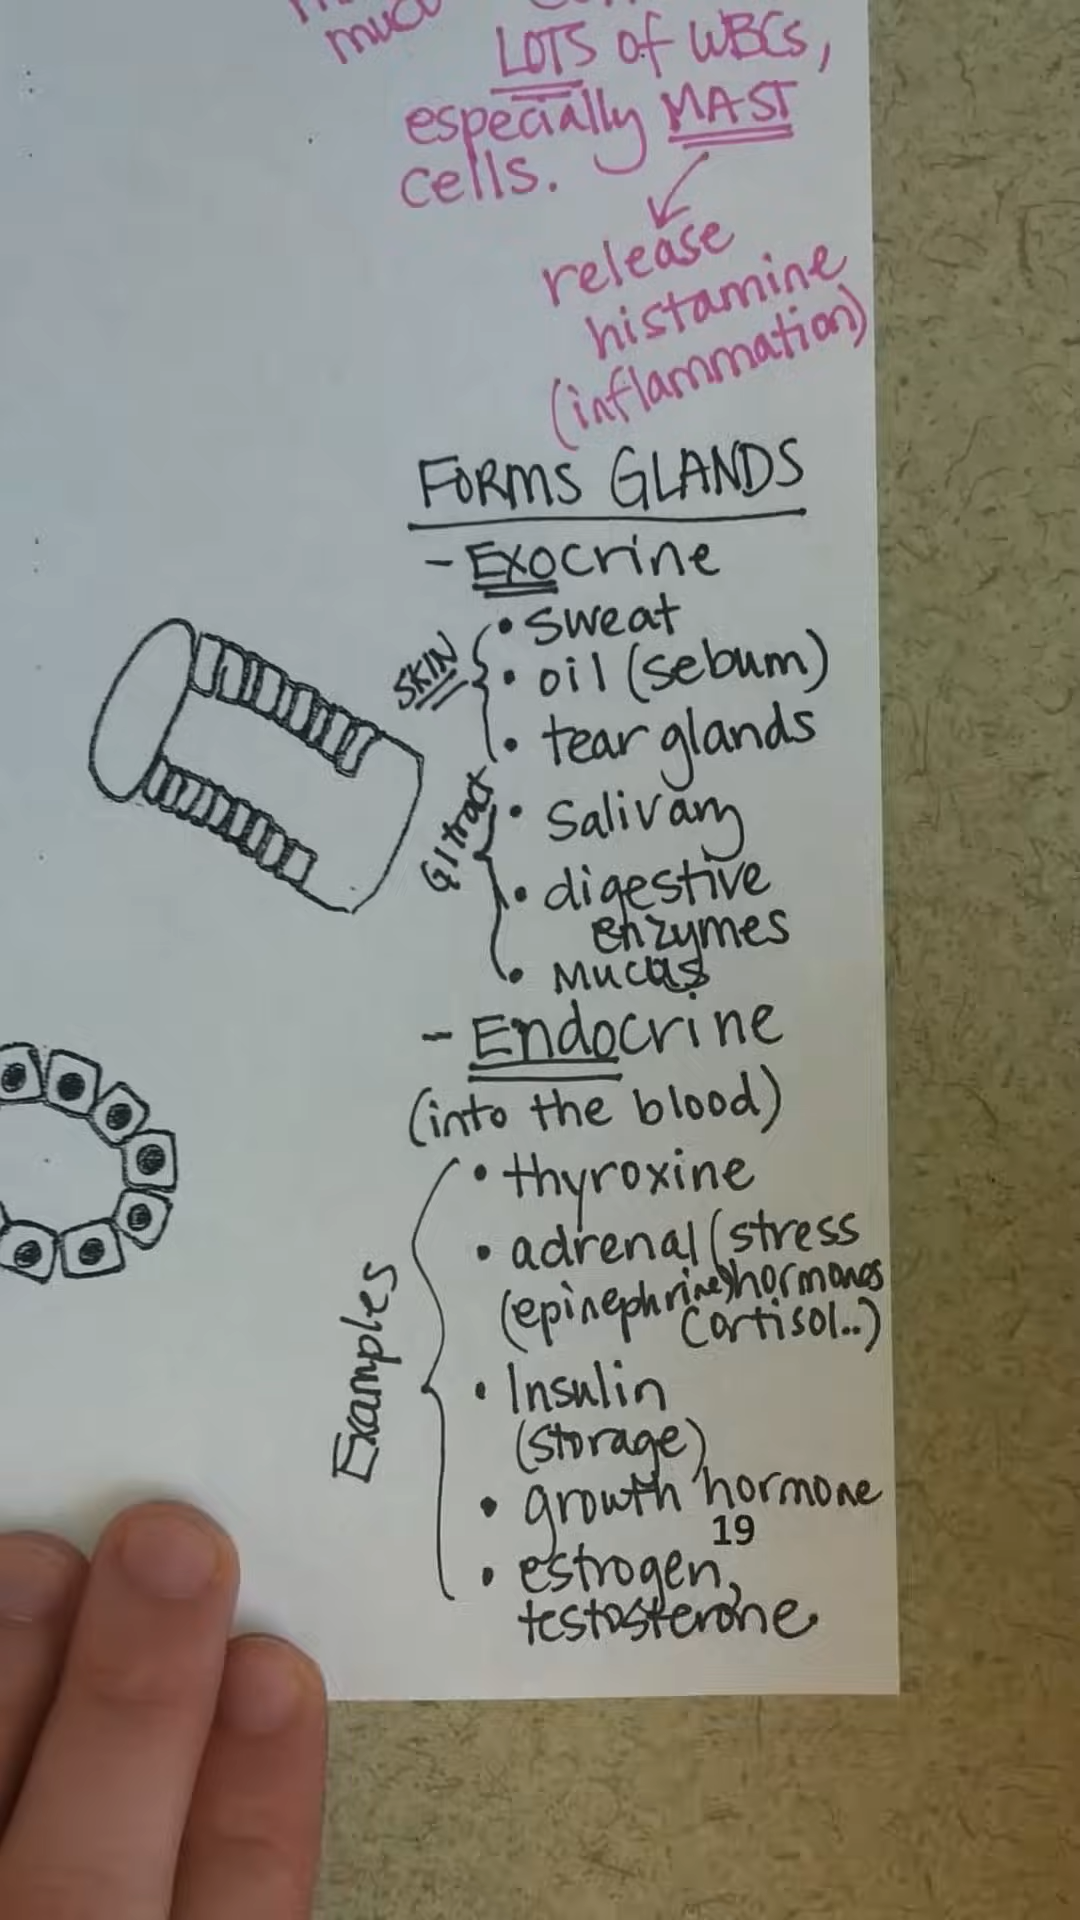 LOTS of WBCs,
especially MAST
cells.
release
histamine
(inflammation)
FORMS GLANDS
- Exocrine
SKIN
• sweat
• oil (sebum)
• tear glands
GI tract
• Salivary
• digestive
enzymes
• Mucus
- Endocrine
(into the blood)
Examples
• thyroxine
• adrenal (stress
hormones
(epinephrine)
Cortisol..)
• Insulin
(storage)
• growth hormone
19
• estrogen,
testosterone